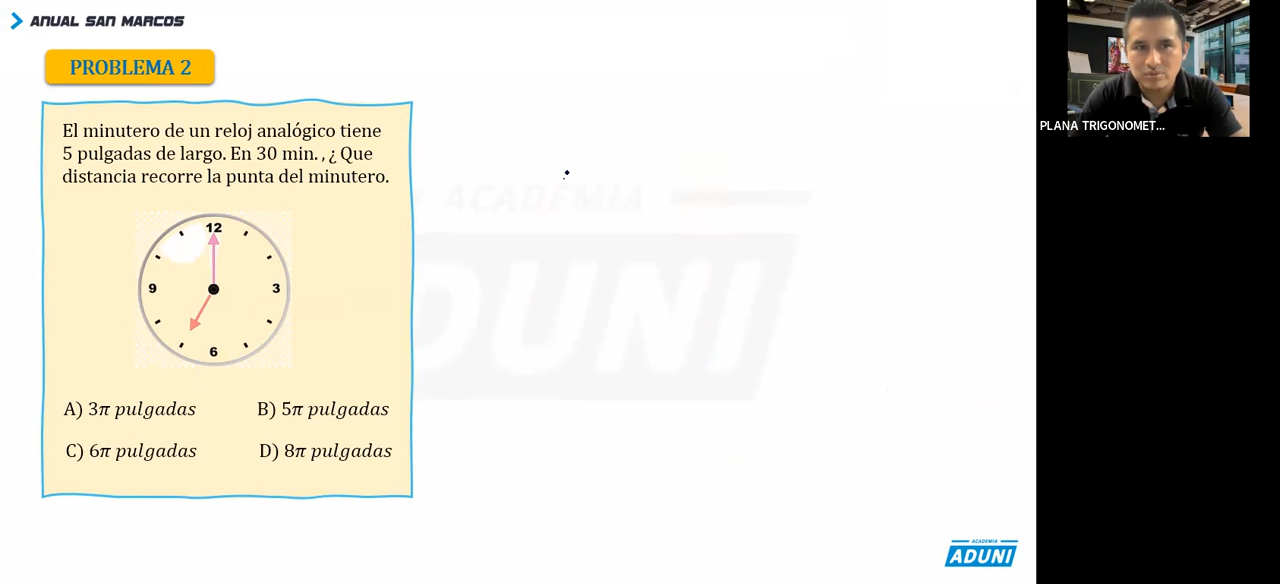 ANUAL SAN MARCOS
PROBLEMA 2
El minutero de un reloj analógico tiene
5 pulgadas de largo. En 30 min. , ¿ Que
distancia recorre la punta del minutero.
12
9 3
6
A) 3π pulgadas B) 5π pulgadas
C) 6π pulgadas D) 8π pulgadas
ACADEMIA
ADUNI
ACADEMIA
ADUNI
PLANA TRIGONOMET...